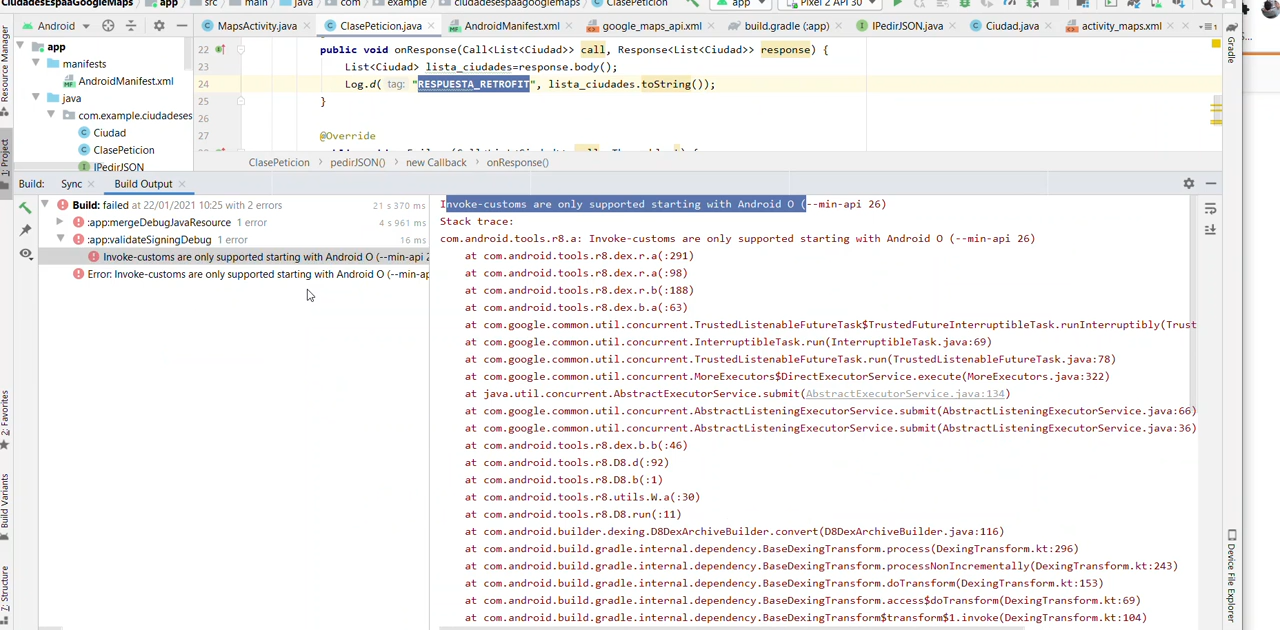 CiudadesEspaaGoogleMaps
app
src
main
java
com
example
ciudadesespaaGoogleMaps
ClasePeticion
app
Pixel 2 API 30
Android
MapsActivity.java
ClasePeticion.java
AndroidManifest.xml
google_maps_api.xml
build.gradle (:app)
IPedirJSON.java
Ciudad.java
activity_maps.xml
Resource Manager
1: Project
2: Favorites
Build Variants
7: Structure
Gradle
Device File Explorer
app
manifests
AndroidManifest.xml
java
com.example.ciudadeses
Ciudad
ClasePeticion
IPedirJSON
22 public void onResponse(Call<List<Ciudad>> call, Response<List<Ciudad>> response) {
23 List<Ciudad> lista_ciudades=response.body();
24 Log.d( tag: "RESPUESTA_RETROFIT", lista_ciudades.toString());
25 }
26
27 @Override
ClasePeticion
pedirJSON()
new Callback
onResponse()
Build:
Sync
Build Output
Build: failed at 22/01/2021 10:25 with 2 errors 21 s 370 ms
:app:mergeDebugJavaResource 1 error 4 s 961 ms
:app:validateSigningDebug 1 error 16 ms
Invoke-customs are only supported starting with Android O (--min-api 2
Error: Invoke-customs are only supported starting with Android O (--min-ap
Invoke-customs are only supported starting with Android O (--min-api 26)
Stack trace:
com.android.tools.r8.a: Invoke-customs are only supported starting with Android O (--min-api 26)
at com.android.tools.r8.dex.r.a(:291)
at com.android.tools.r8.dex.r.a(:98)
at com.android.tools.r8.dex.r.b(:188)
at com.android.tools.r8.dex.b.a(:63)
at com.google.common.util.concurrent.TrustedListenableFutureTask$TrustedFutureInterruptibleTask.runInterruptibly(Trust
at com.google.common.util.concurrent.InterruptibleTask.run(InterruptibleTask.java:69)
at com.google.common.util.concurrent.TrustedListenableFutureTask.run(TrustedListenableFutureTask.java:78)
at com.google.common.util.concurrent.MoreExecutors$DirectExecutorService.execute(MoreExecutors.java:322)
at java.util.concurrent.AbstractExecutorService.submit(AbstractExecutorService.java:134)
at com.google.common.util.concurrent.AbstractListeningExecutorService.submit(AbstractListeningExecutorService.java:66)
at com.google.common.util.concurrent.AbstractListeningExecutorService.submit(AbstractListeningExecutorService.java:36)
at com.android.tools.r8.dex.b.b(:46)
at com.android.tools.r8.D8.d(:92)
at com.android.tools.r8.D8.b(:1)
at com.android.tools.r8.utils.W.a(:30)
at com.android.tools.r8.D8.run(:11)
at com.android.builder.dexing.D8DexArchiveBuilder.convert(D8DexArchiveBuilder.java:116)
at com.android.build.gradle.internal.dependency.BaseDexingTransform.process(DexingTransform.kt:296)
at com.android.build.gradle.internal.dependency.BaseDexingTransform.processNonIncrementally(DexingTransform.kt:243)
at com.android.build.gradle.internal.dependency.BaseDexingTransform.doTransform(DexingTransform.kt:153)
at com.android.build.gradle.internal.dependency.BaseDexingTransform.access$doTransform(DexingTransform.kt:69)
at com.android.build.gradle.internal.dependency.BaseDexingTransform$transform$1.invoke(DexingTransform.kt:104)